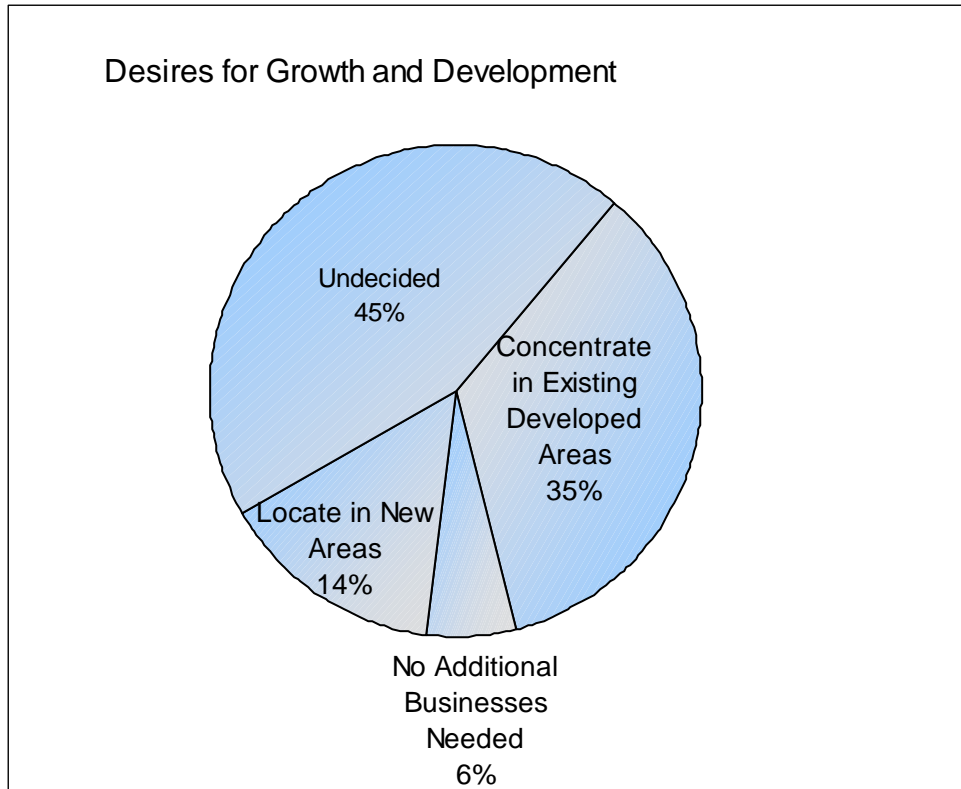 Desires for Growth and Development
Undecided
45%
Concentrate
in Existing
Developed
Areas
35%
Locate in New
Areas
14%
No Additional
Businesses
Needed
6%